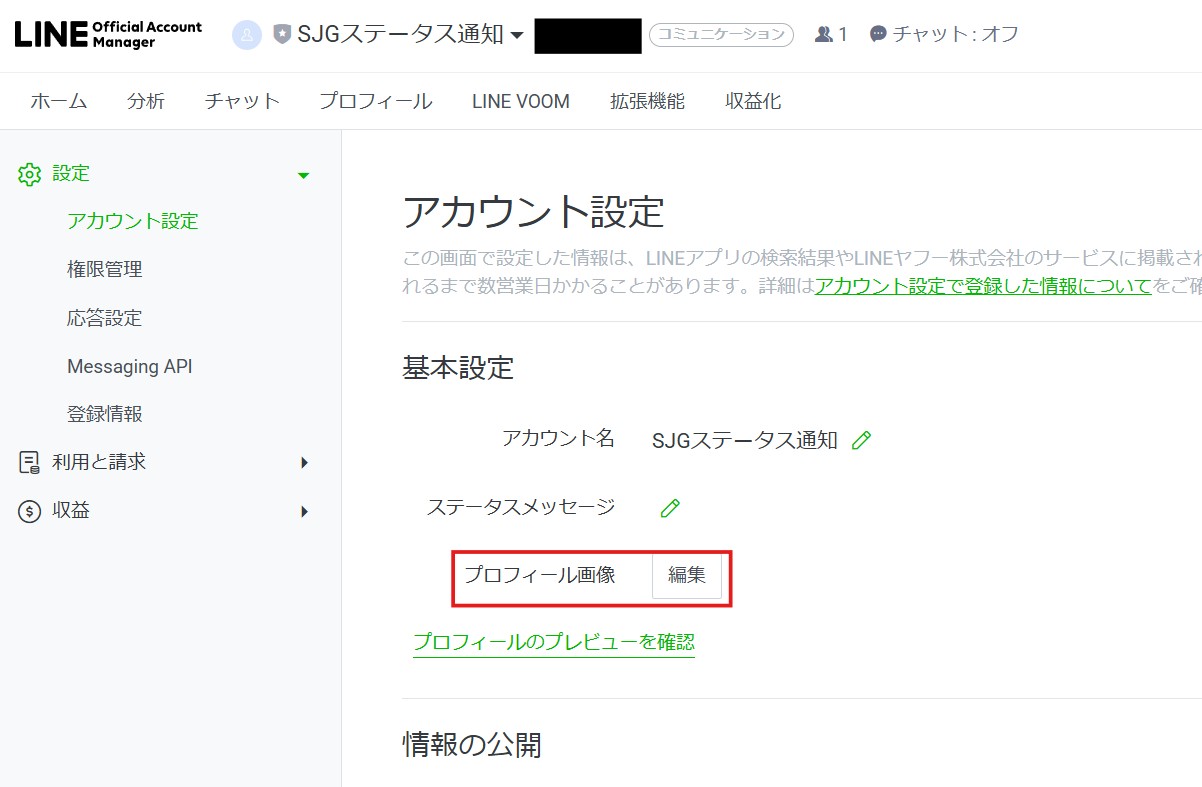 LINE Official Account Manager
SJGステータス通知
コミュニケーション
1
チャット : オフ
ホーム 分析 チャット プロフィール LINE VOOM 拡張機能 収益化
設定
アカウント設定
権限管理
応答設定
Messaging API
登録情報
利用と請求
収益
アカウント設定
この画面で設定した情報は、LINEアプリの検索結果やLINEヤフー株式会社のサービスに掲載さ
れるまで数営業日かかることがあります。詳細はアカウント設定で登録した情報についてをご確
基本設定
アカウント名 SJGステータス通知
ステータスメッセージ
プロフィール画像 編集
プロフィールのプレビューを確認
情報の公開